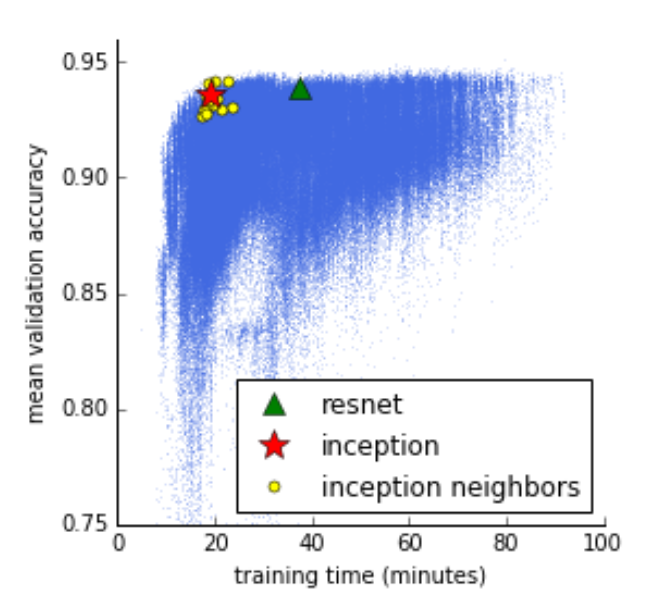 0.95
0.90
0.85
0.80
0.75
mean validation accuracy
resnet
inception
inception neighbors
0 20 40 60 80 100
training time (minutes)